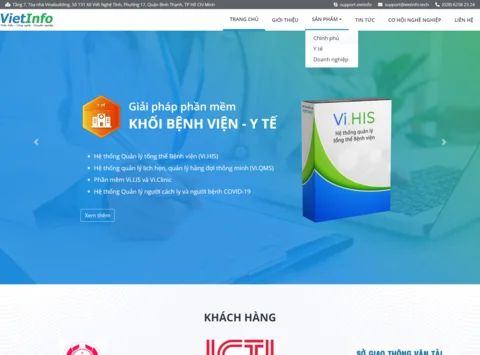 Tầng 7, Tòa nhà Vinabuilding, Số 131 Xô Viết Nghệ Tĩnh, Phường 17, Quận Bình Thạnh, TP Hồ Chí Minh
support.vietinfo
support@vietinfo.tech
(028) 6258 23 24
VietInfo
TRANG CHỦ
GIỚI THIỆU
SẢN PHẨM
TIN TỨC
CƠ HỘI NGHỀ NGHIỆP
LIÊN HỆ
Chính phủ
Y tế
Doanh nghiệp
Y TẾ
Giải pháp phần mềm
KHỐI BỆNH VIỆN - Y TẾ
Hệ thống Quản lý tổng thể Bệnh viện (Vi.HIS)
Hệ thống quản lý lịch hẹn, quản lý hàng đợi thông minh (Vi.QMS)
Phần mềm Vi.LIS và Vi.Clinic
Hệ thống Quản lý người cách ly và người bệnh COVID-19
Xem thêm
Vi.HIS
Hệ thống quản lý
tổng thể Bệnh viện
KHÁCH HÀNG
SỞ GIAO THÔNG VẬN TẢI